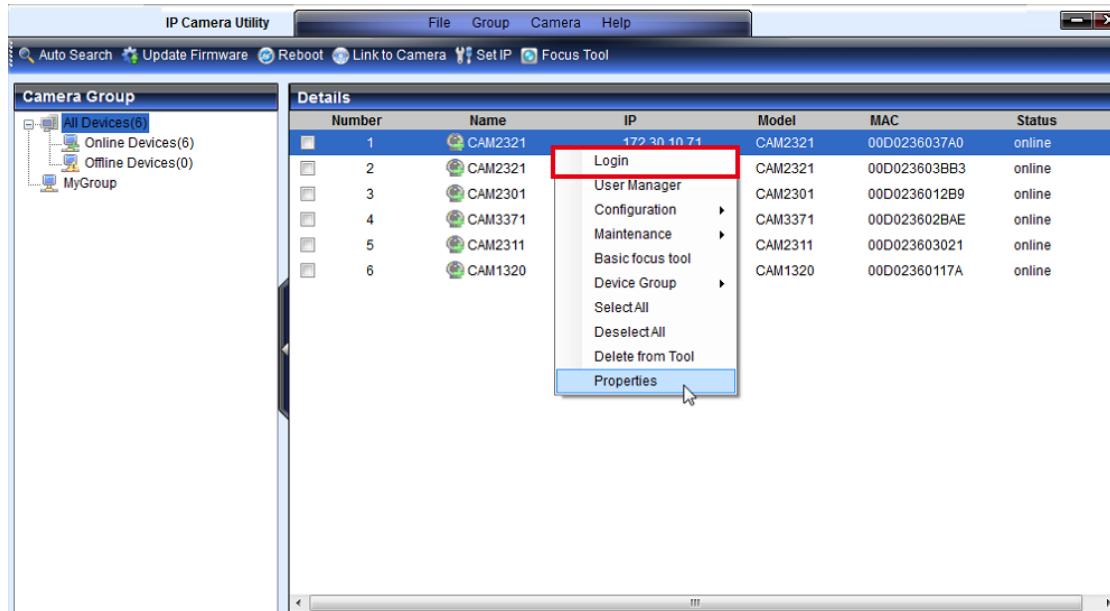 IP Camera Utility File Group Camera Help
Auto Search Update Firmware Reboot Link to Camera Set IP Focus Tool
Camera Group
All Devices(6)
Online Devices(6)
Offline Devices(0)
MyGroup
Details
Number Name IP Model MAC Status
1 CAM2321 172.30.10.71 CAM2321 00D0236037A0 online
2 CAM2321 CAM2321 00D023603BB3 online
3 CAM2301 CAM2301 00D0236012B9 online
4 CAM3371 CAM3371 00D023602BAE online
5 CAM2311 CAM2311 00D023603021 online
6 CAM1320 CAM1320 00D02360117A online
Login
User Manager
Configuration
Maintenance
Basic focus tool
Device Group
Select All
Deselect All
Delete from Tool
Properties